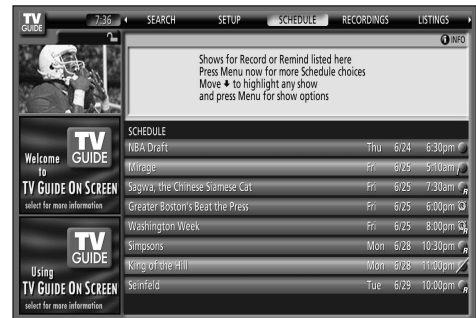 TV
GUIDE
7:36 SEARCH SETUP SCHEDULE RECORDINGS LISTINGS
INFO
Shows for Record or Remind listed here
Press Menu now for more Schedule choices
Move to highlight any show
and press Menu for show options
SCHEDULE
NBA Draft Thu 6/24 6:30pm
Mirage Fri 6/25 5:10am
Sagwa, the Chinese Siamese Cat Fri 6/25 7:30am R
Greater Boston's Beat the Press Fri 6/25 6:00pm
Washington Week Fri 6/25 8:00pm R
Simpsons Mon 6/28 10:30pm R
King of the Hill Mon 6/28 11:00pm
Seinfeld Tue 6/29 10:00pm R
TV
GUIDE
Welcome
to
TV GUIDE ON SCREEN
select for more information
TV
GUIDE
Using
TV GUIDE ON SCREEN
select for more information